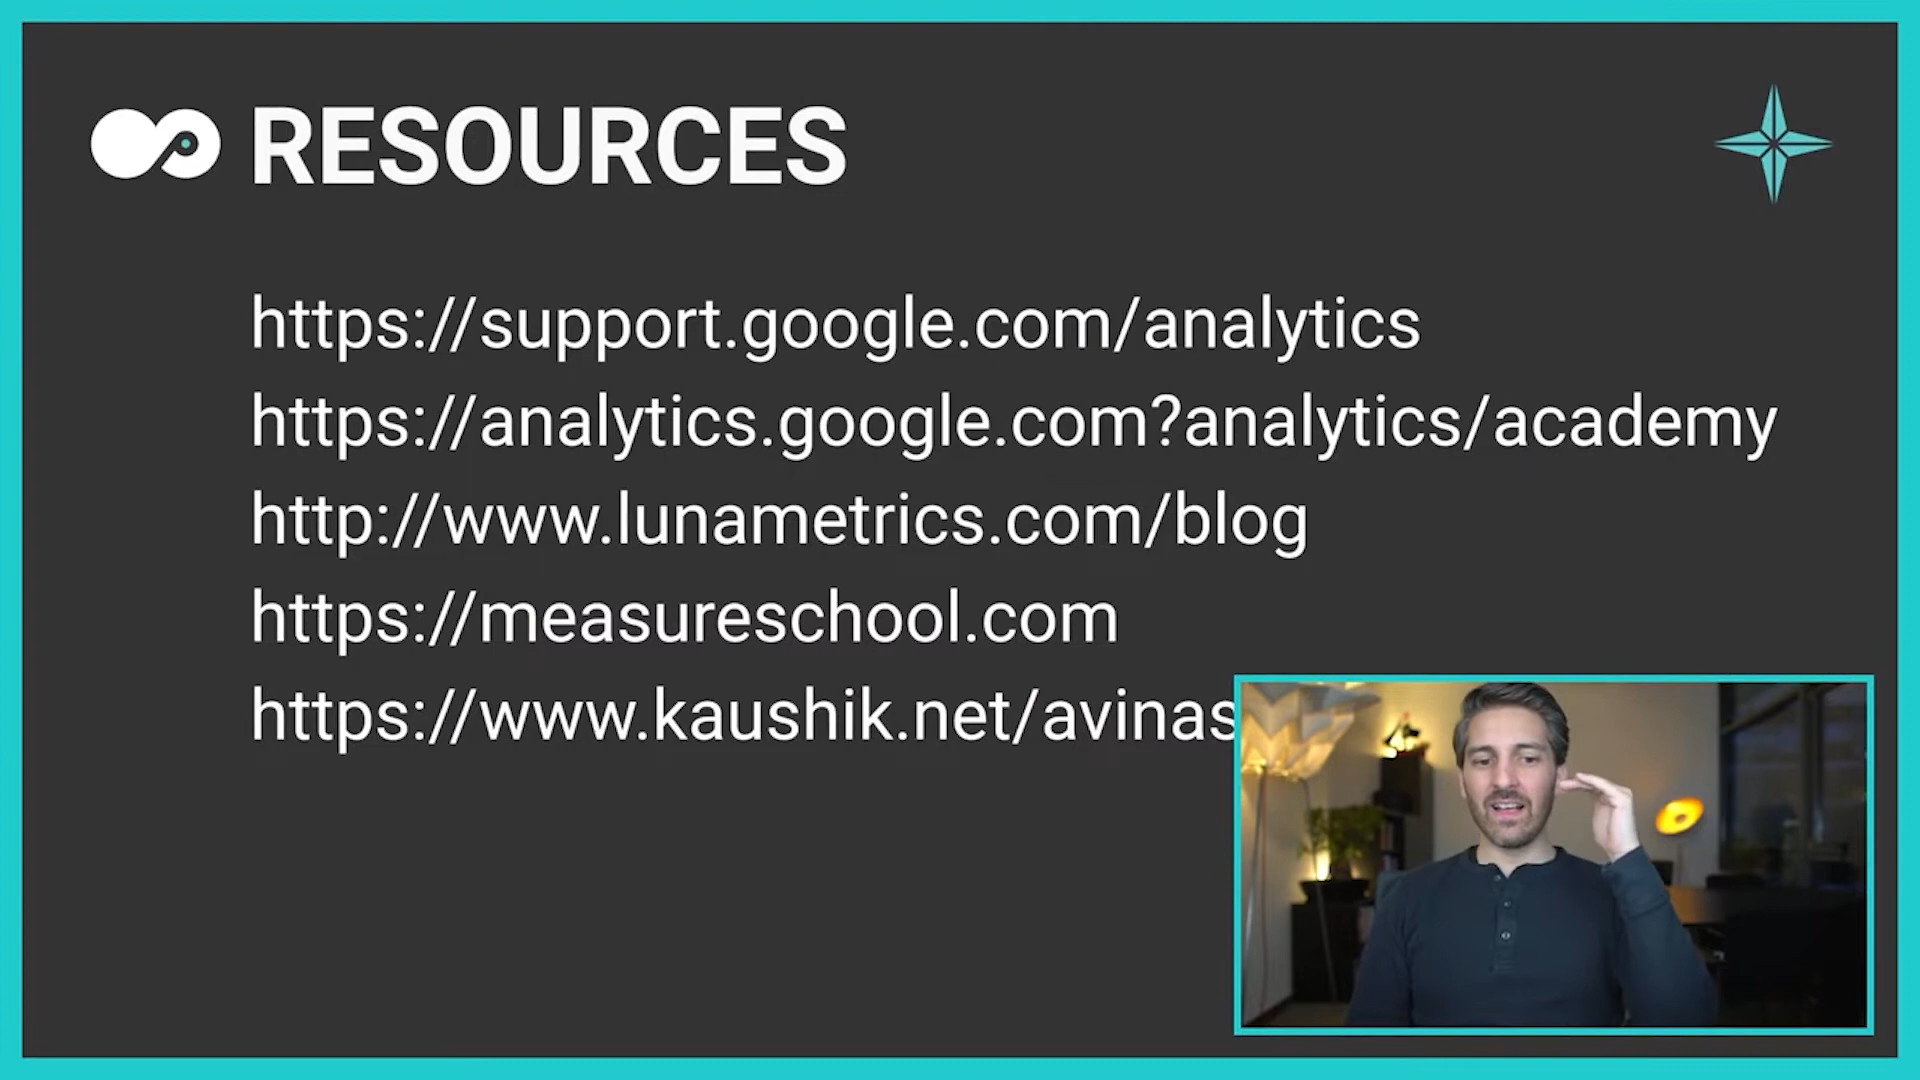 RESOURCES
https://support.google.com/analytics
https://analytics.google.com?analytics/academy
http://www.lunametrics.com/blog
https://measureschool.com
https://www.kaushik.net/avinas